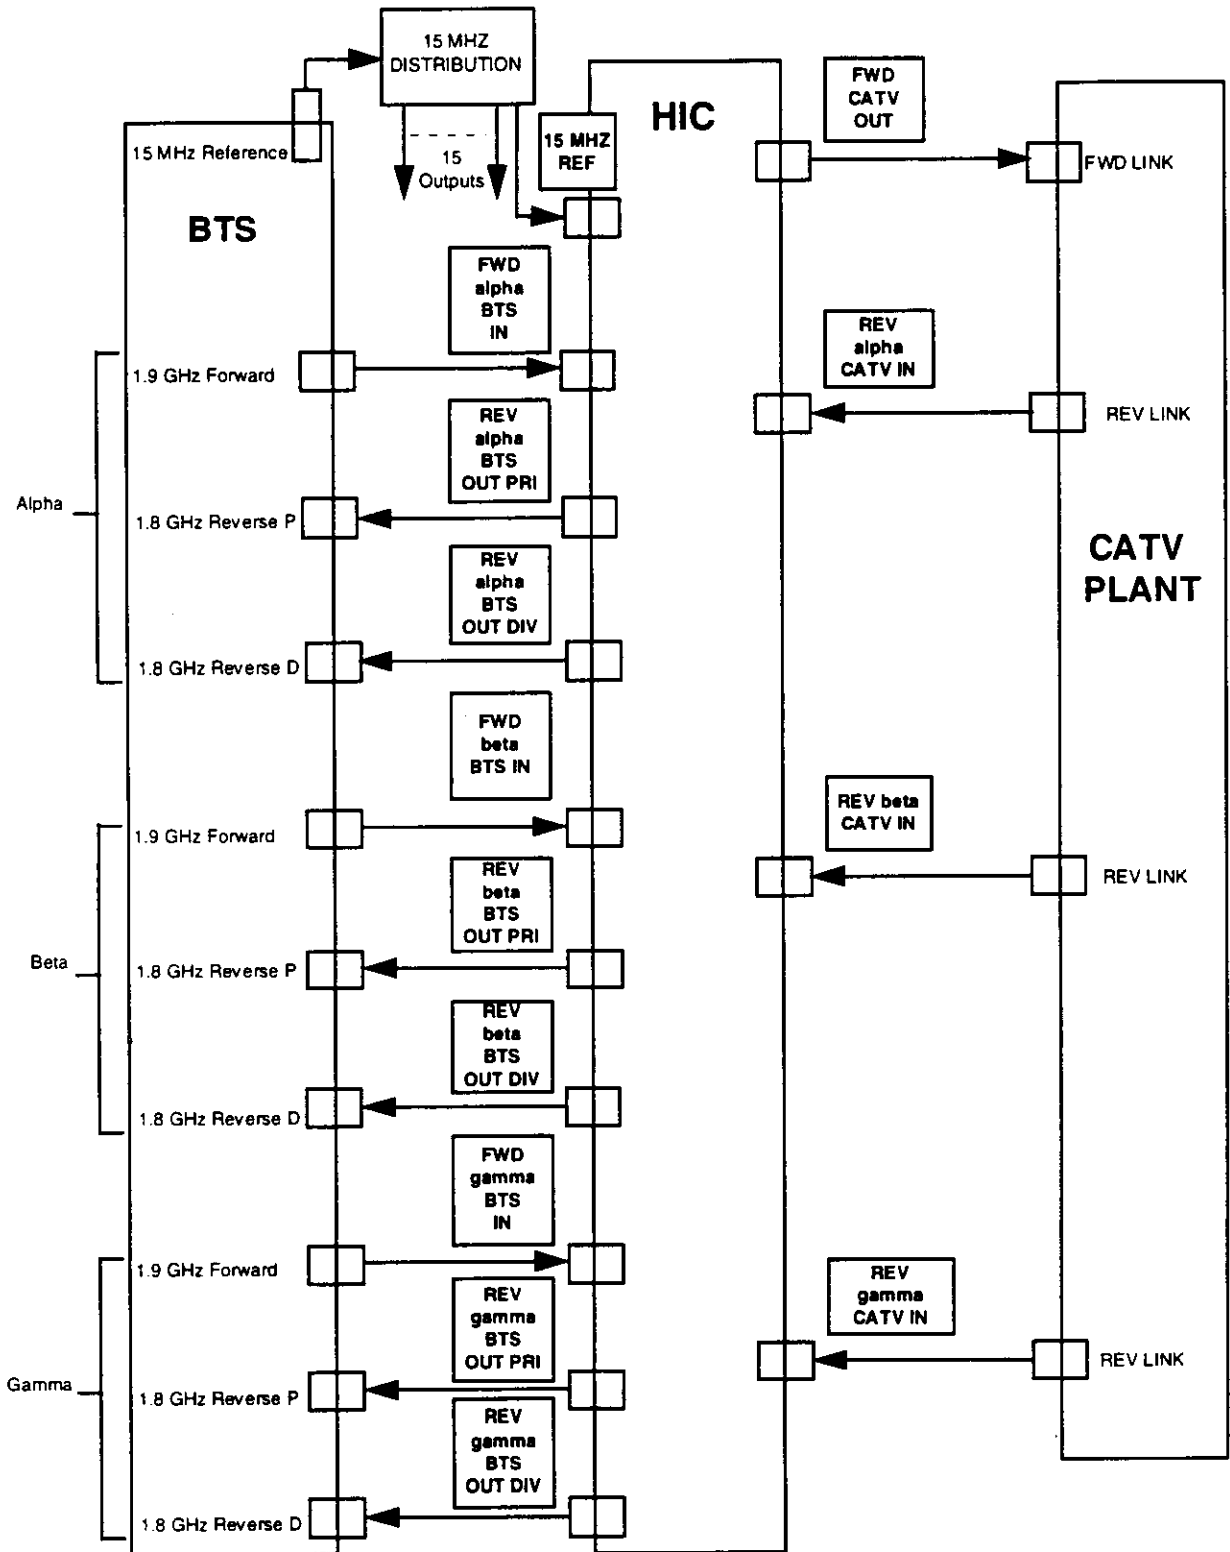 15 MHZ
DISTRIBUTION
15
Outputs
15 MHz Reference
BTS
15 MHZ
REF
HIC
FWD
CATV
OUT
FWD LINK
FWD
alpha
BTS
IN
1.9 GHz Forward
REV
alpha
CATV IN
REV LINK
REV
alpha
BTS
OUT PRI
Alpha
1.8 GHz Reverse P
REV
alpha
BTS
OUT DIV
1.8 GHz Reverse D
CATV
PLANT
FWD
beta
BTS IN
1.9 GHz Forward
REV beta
CATV IN
REV LINK
REV
beta
BTS
OUT PRI
Beta
1.8 GHz Reverse P
REV
beta
BTS
OUT DIV
1.8 GHz Reverse D
FWD
gamma
BTS
IN
1.9 GHz Forward
REV
gamma
CATV IN
REV LINK
REV
gamma
BTS
OUT PRI
Gamma
1.8 GHz Reverse P
REV
gamma
BTS
OUT DIV
1.8 GHz Reverse D